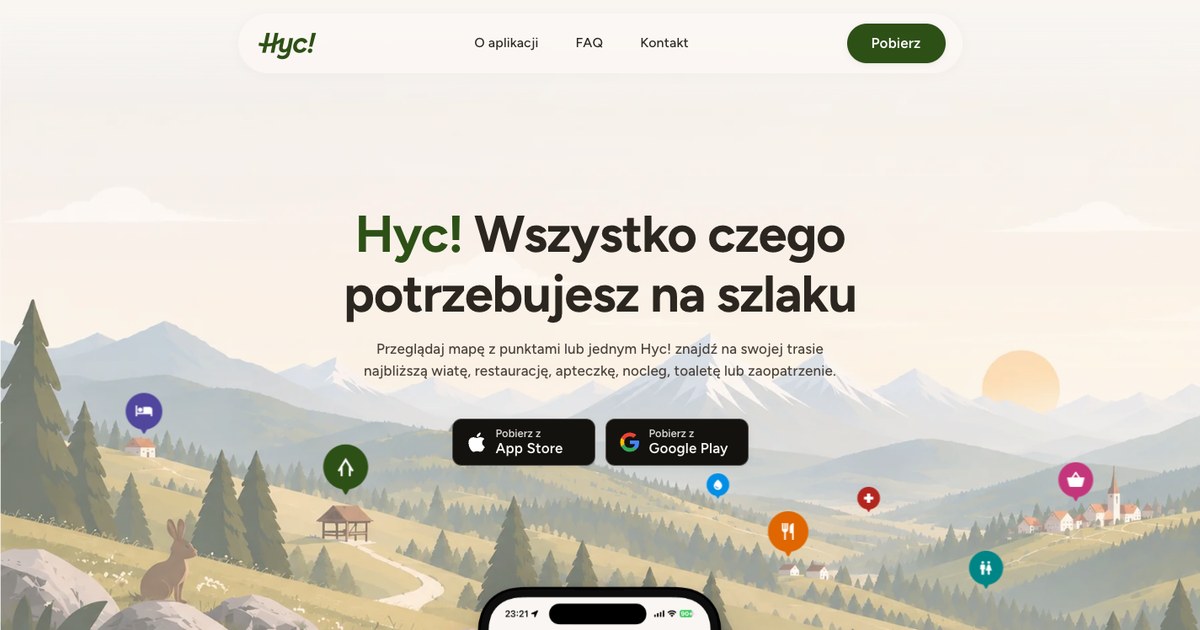 Hyc!
O aplikacji
FAQ
Kontakt
Pobierz
Hyc! Wszystko czego
potrzebujesz na szlaku
Przeglądaj mapę z punktami lub jednym Hyc! znajdź na swojej trasie
najbliższą wiatę, restaurację, apteczkę, nocleg, toaletę lub zaopatrzenie.
Pobierz z
App Store
Pobierz z
Google Play
23:21